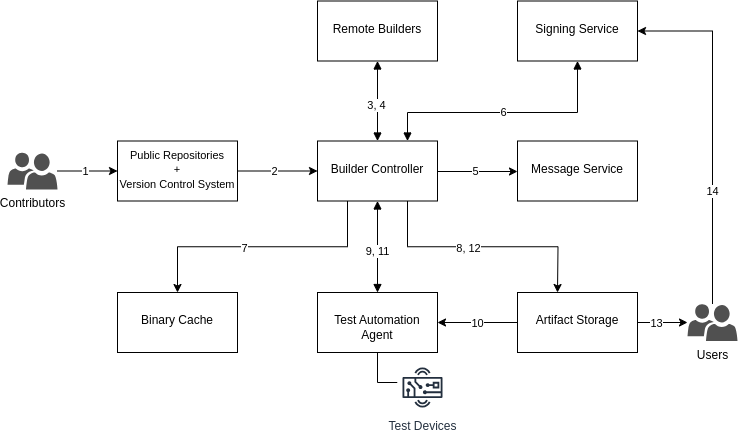 Remote Builders
Signing Service
3, 4
6
Public Repositories
+
Version Control System
Builder Controller
Message Service
1
2
5
14
Contributors
7
9, 11
8, 12
Binary Cache
Test Automation
Agent
Artifact Storage
10
13
Users
Test Devices